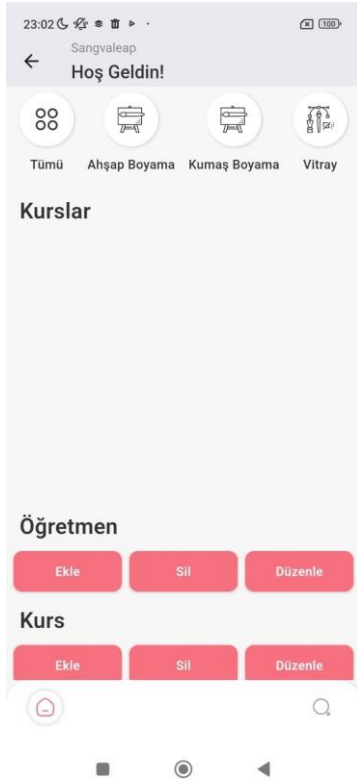 23:02
100
Sangvaleap
Hoş Geldin!
Tümü Ahşap Boyama Kumaş Boyama Vitray
Kurslar
Öğretmen
Ekle Sil Düzenle
Kurs
Ekle Sil Düzenle